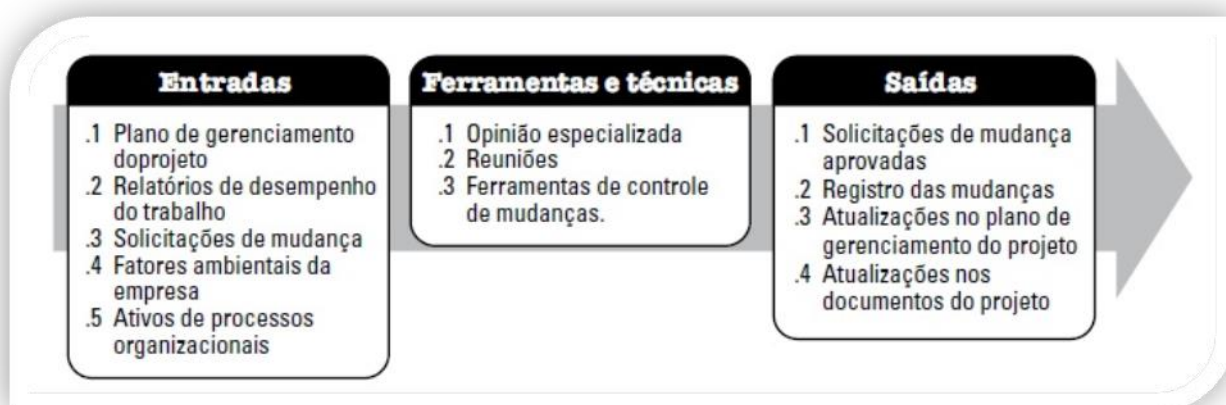 Entradas
.1 Plano de gerenciamento
doprojeto
.2 Relatórios de desempenho
do trabalho
.3 Solicitações de mudança
.4 Fatores ambientais da
empresa
.5 Ativos de processos
organizacionais
Ferramentas e técnicas
.1 Opinião especializada
.2 Reuniões
.3 Ferramentas de controle
de mudanças.
Saídas
.1 Solicitações de mudança
aprovadas
.2 Registro das mudanças
.3 Atualizações no plano de
gerenciamento do projeto
.4 Atualizações nos
documentos do projeto